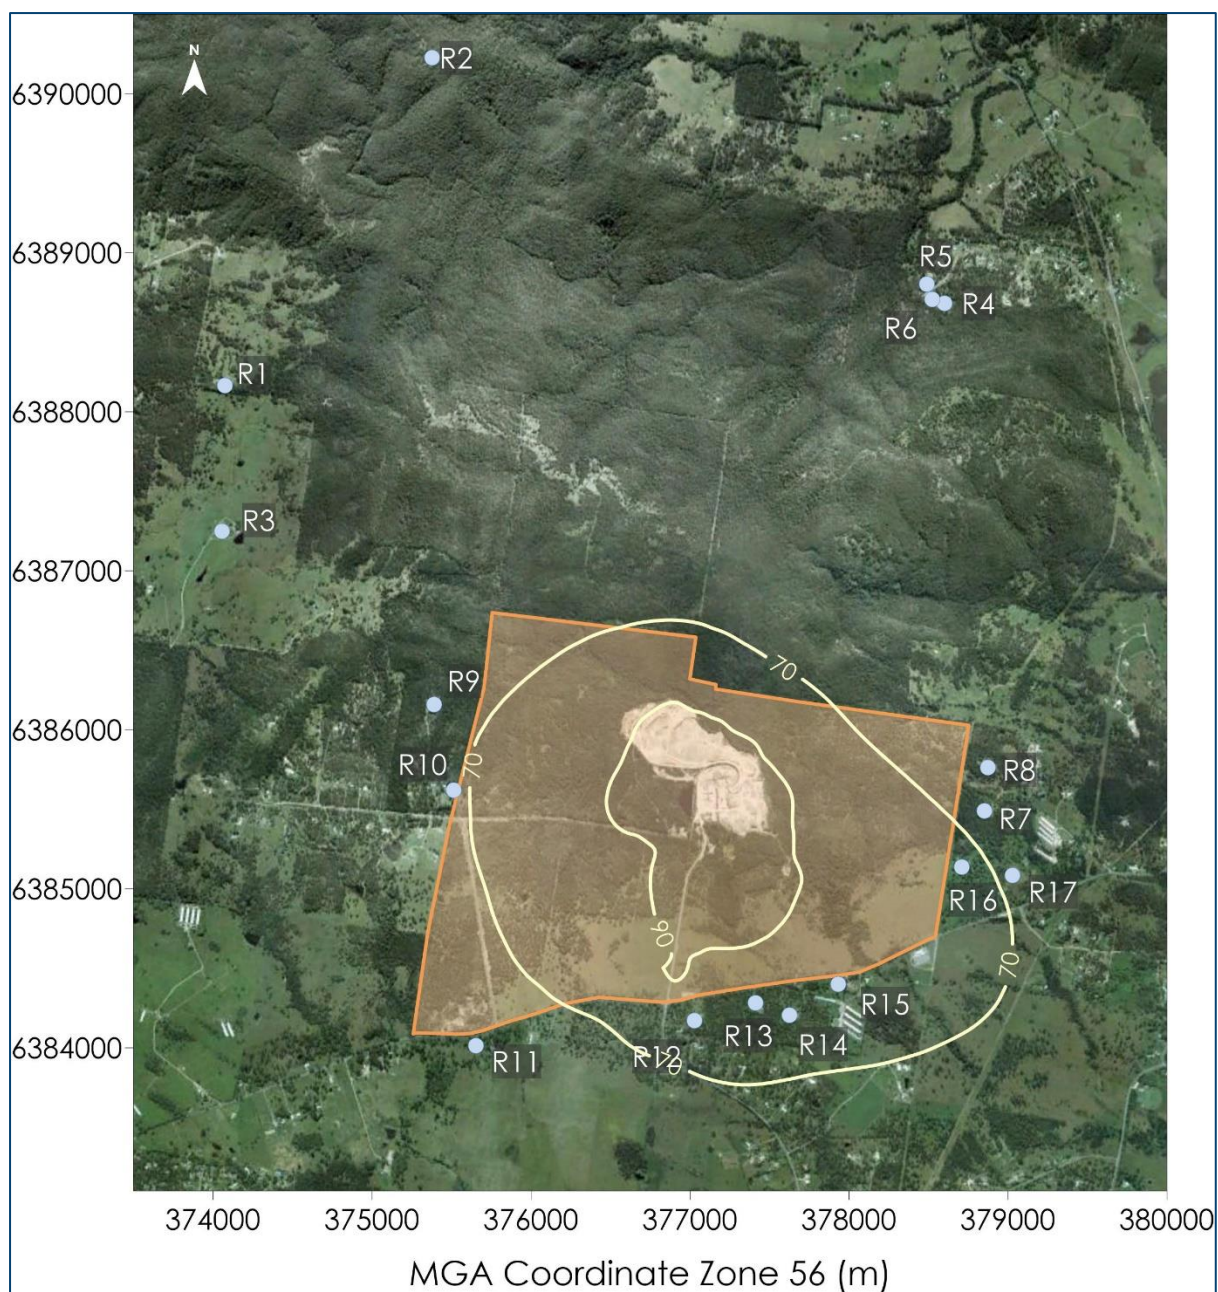 N
R2
6390000
6389000
R5
R4
R6
R1
6388000
R3
6387000
70
R9
6386000
R10
70
R8
R7
6385000
R16
R17
90
70
R15
R13
R14
6384000
R11
R12
70
374000 375000 376000 377000 378000 379000 380000
MGA Coordinate Zone 56 (m)